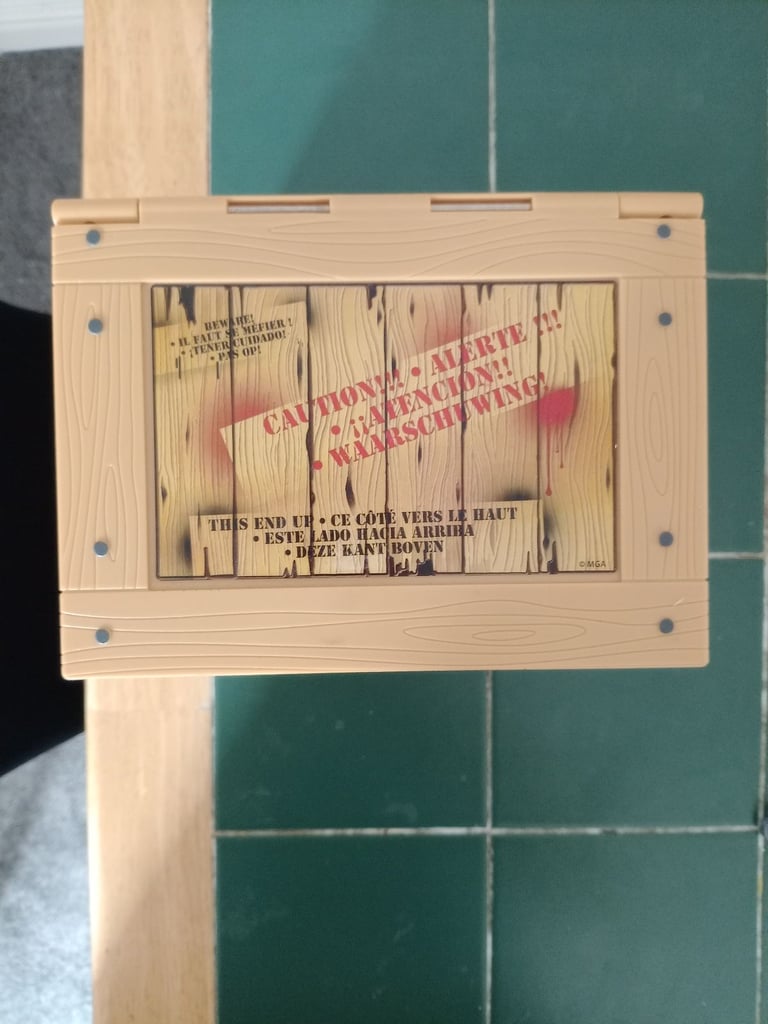 BEWARE!
• IL FAUT SE MÉFIER !
• ¡TENER CUIDADO!
• PAS OP!
CAUTION!!! • ALERTE !!!
• ¡¡ATENCIÓN!!
• WAARSCHUWING!
THIS END UP • CE CÔTÉ VERS LE HAUT
• ESTE LADO HACIA ARRIBA
• DEZE KANT BOVEN
© MGA